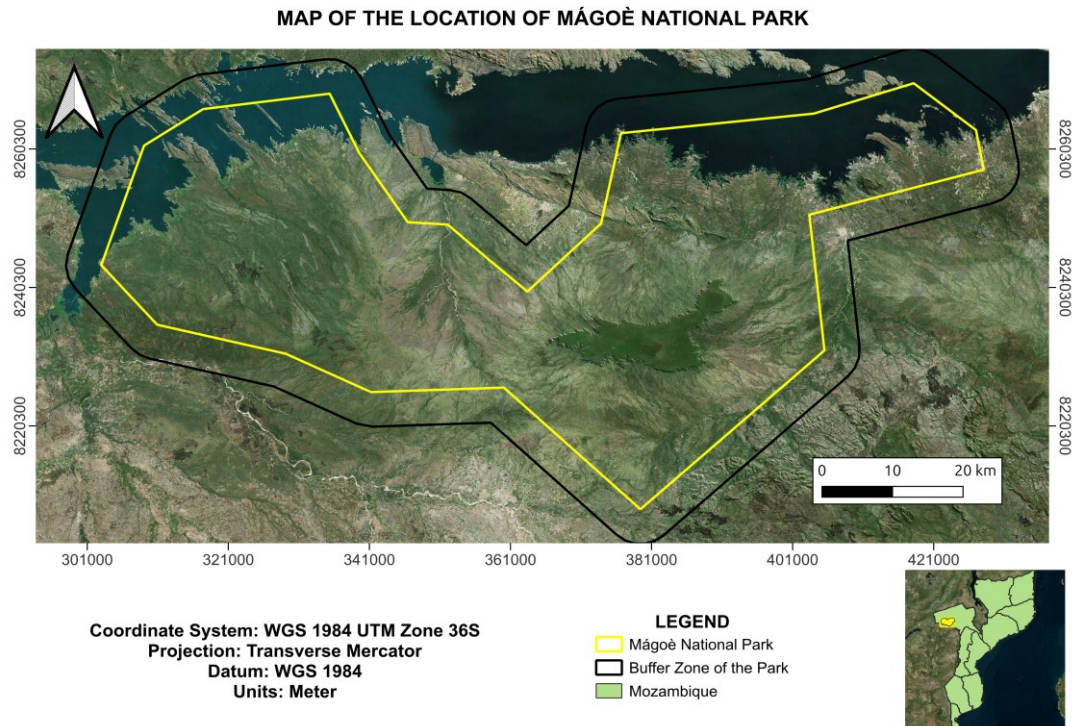 MAP OF THE LOCATION OF MÁGOÈ NATIONAL PARK
8260300
8260300
8240300
8240300
8220300
8220300
0 10 20 km
301000 321000 341000 361000 381000 401000 421000
Coordinate System: WGS 1984 UTM Zone 36S
Projection: Transverse Mercator
Datum: WGS 1984
Units: Meter
LEGEND
Mágoè National Park
Buffer Zone of the Park
Mozambique